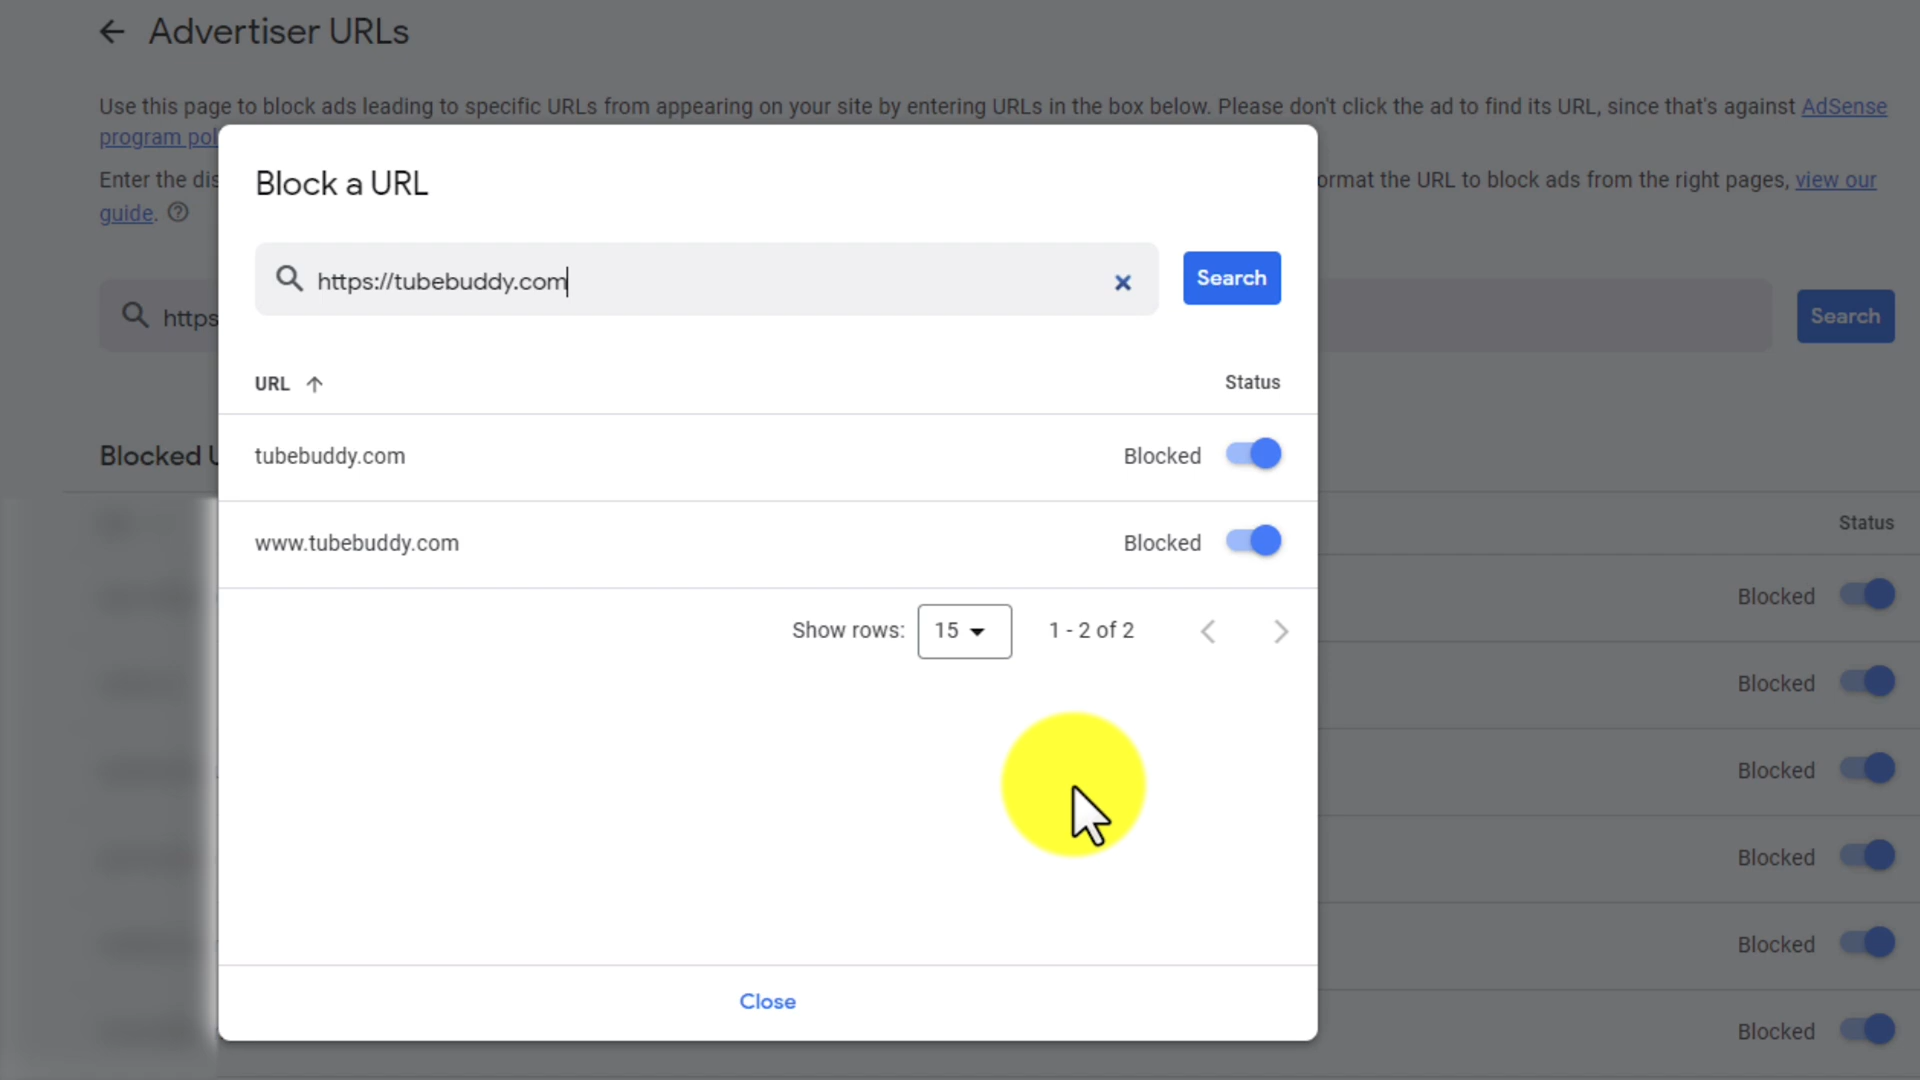 Advertiser URLs
Use this page to block ads leading to specific URLs from appearing on your site by entering URLs in the box below. Please don't click the ad to find its URL, since that's against AdSense
program pol
Enter the dis
ormat the URL to block ads from the right pages, view our
guide.
https
Search
Blocked U
Status
Blocked
Blocked
Blocked
Blocked
Blocked
Blocked
Block a URL
https://tubebuddy.com
Search
URL
Status
tubebuddy.com
Blocked
www.tubebuddy.com
Blocked
Show rows: 15 1 - 2 of 2
Close